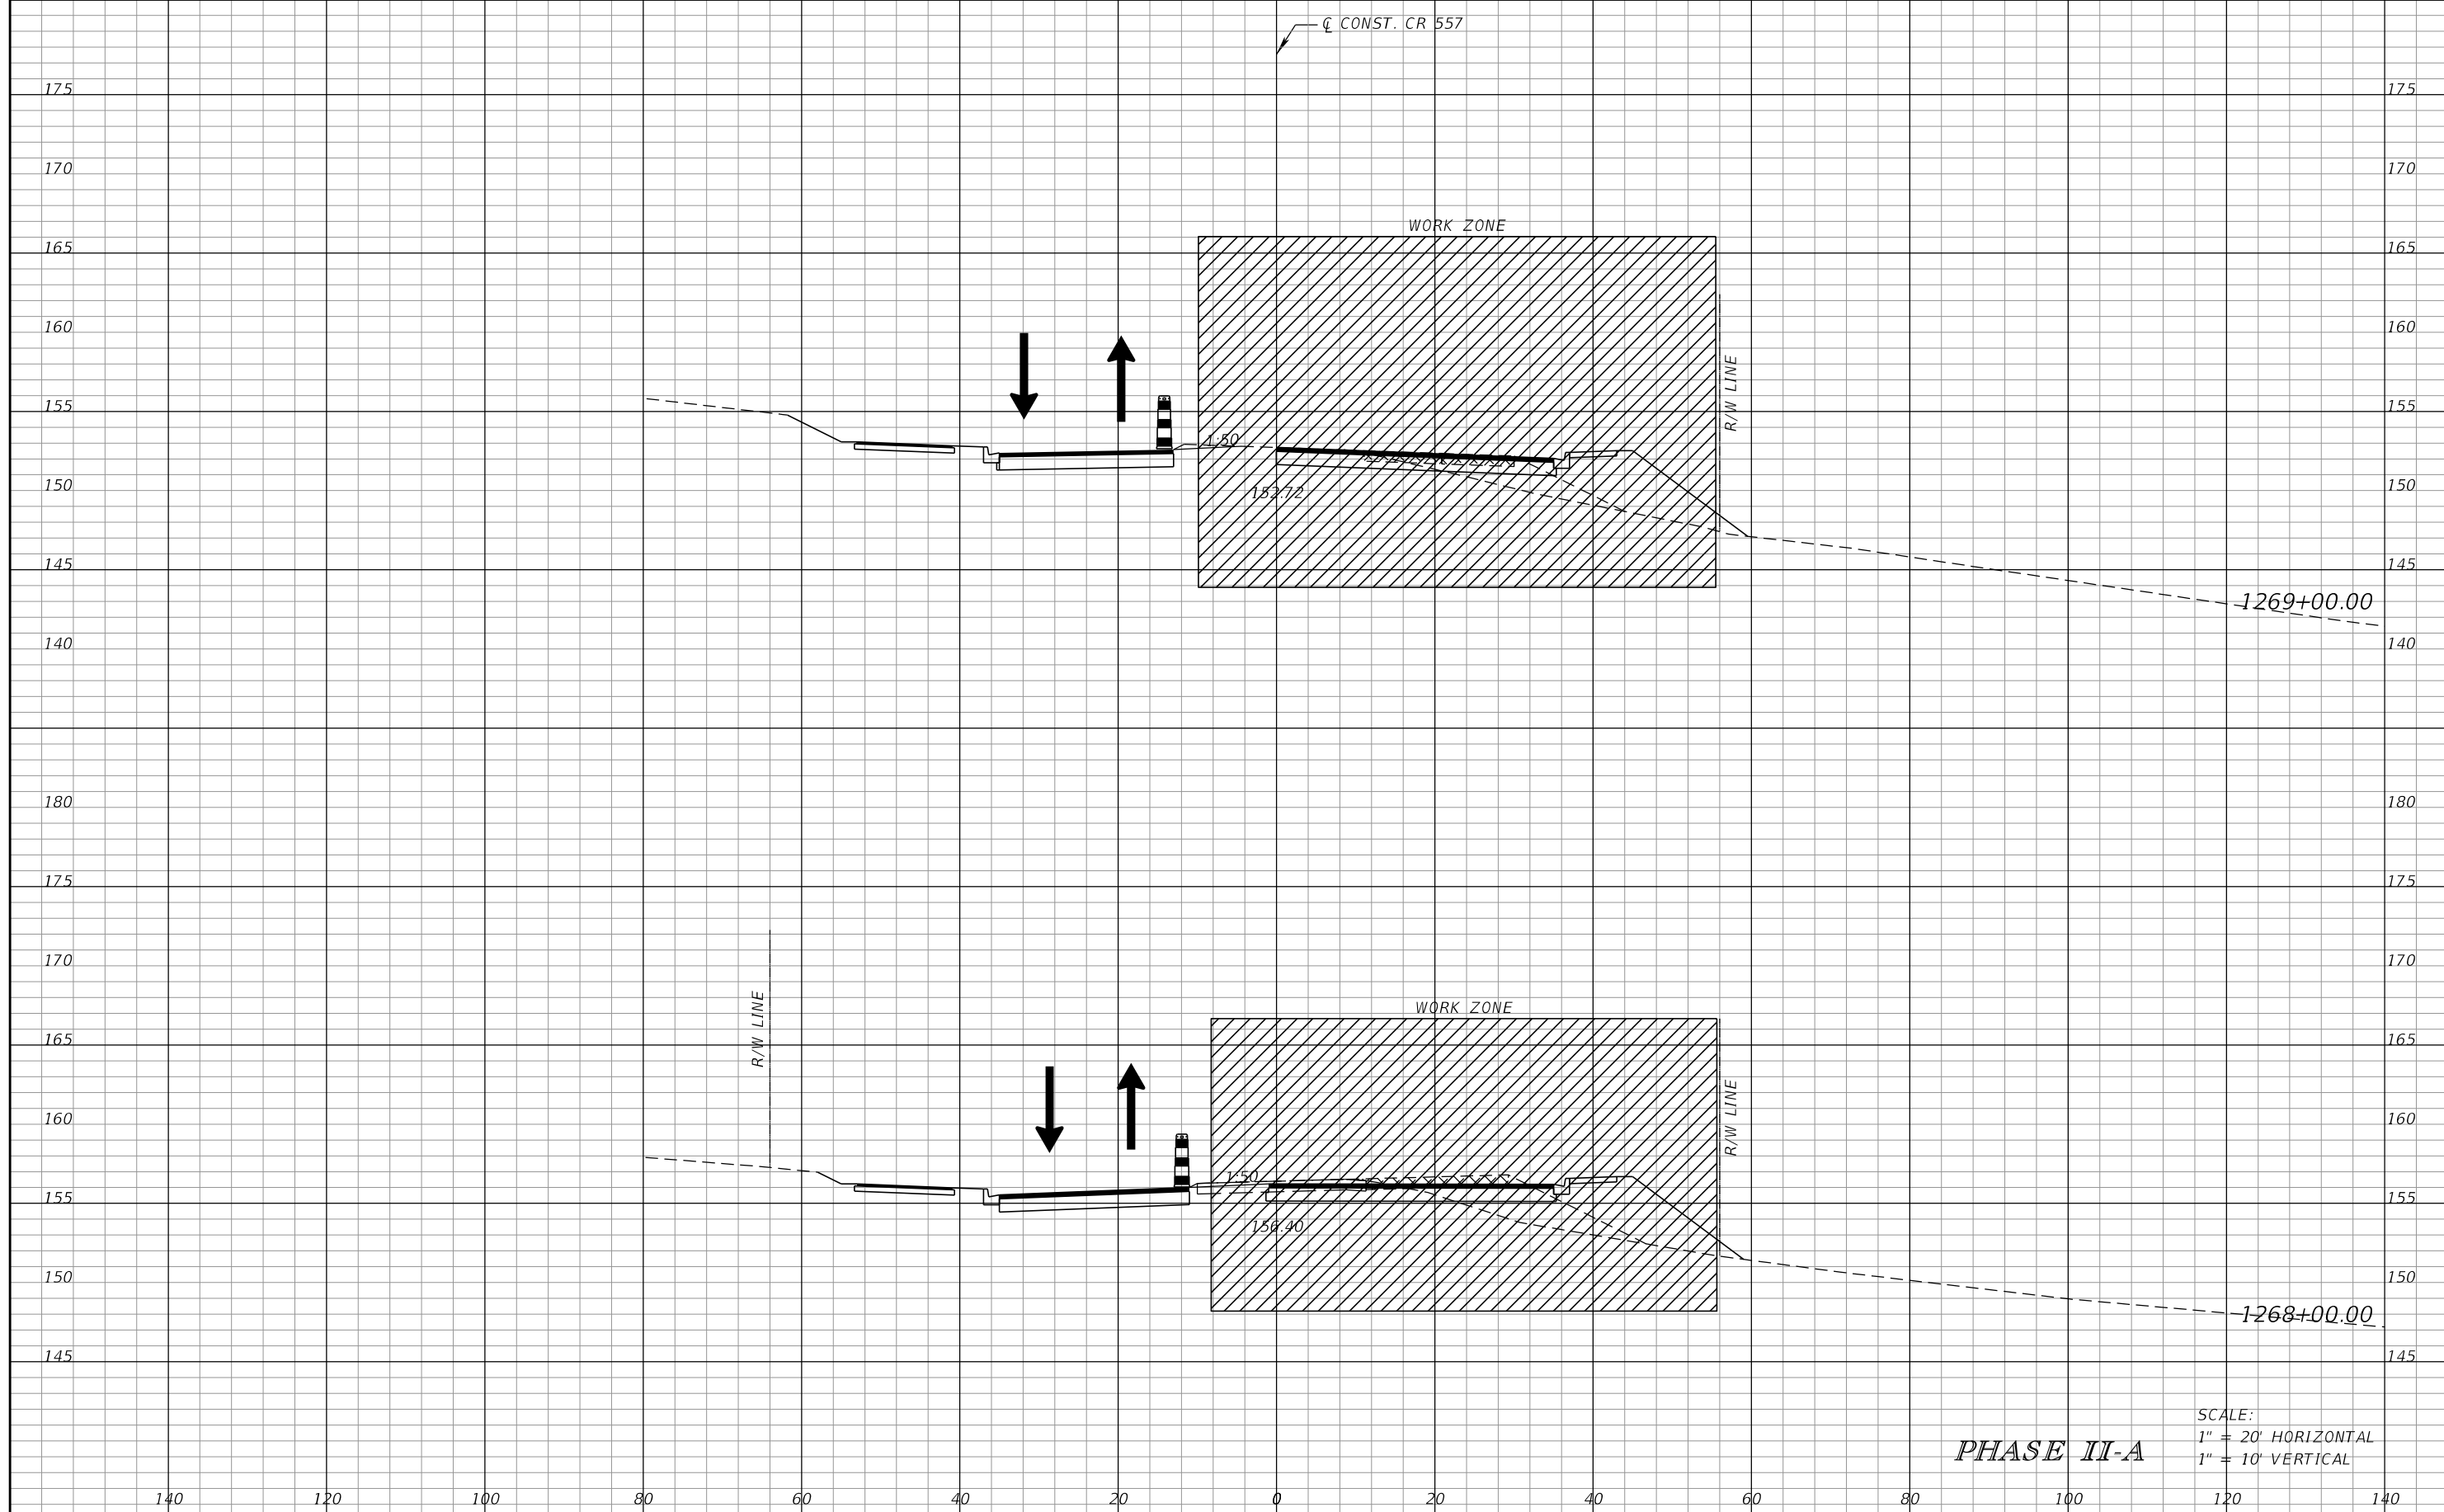 ℄ CONST. CR 557
175 175
170 170
WORK ZONE
165 165
160 160
R/W LINE
155 155
1:50
150 152.72 150
145 145
1269+00.00
140 140
180 180
175 175
170 170
R/W LINE
WORK ZONE
165 165
160 160
R/W LINE
1:50
155 155
156.40
150 150
1268+00.00
145 145
SCALE:
1" = 20' HORIZONTAL
PHASE II-A
1" = 10' VERTICAL
140 120 100 80 60 40 20 0 20 40 60 80 100 120 140